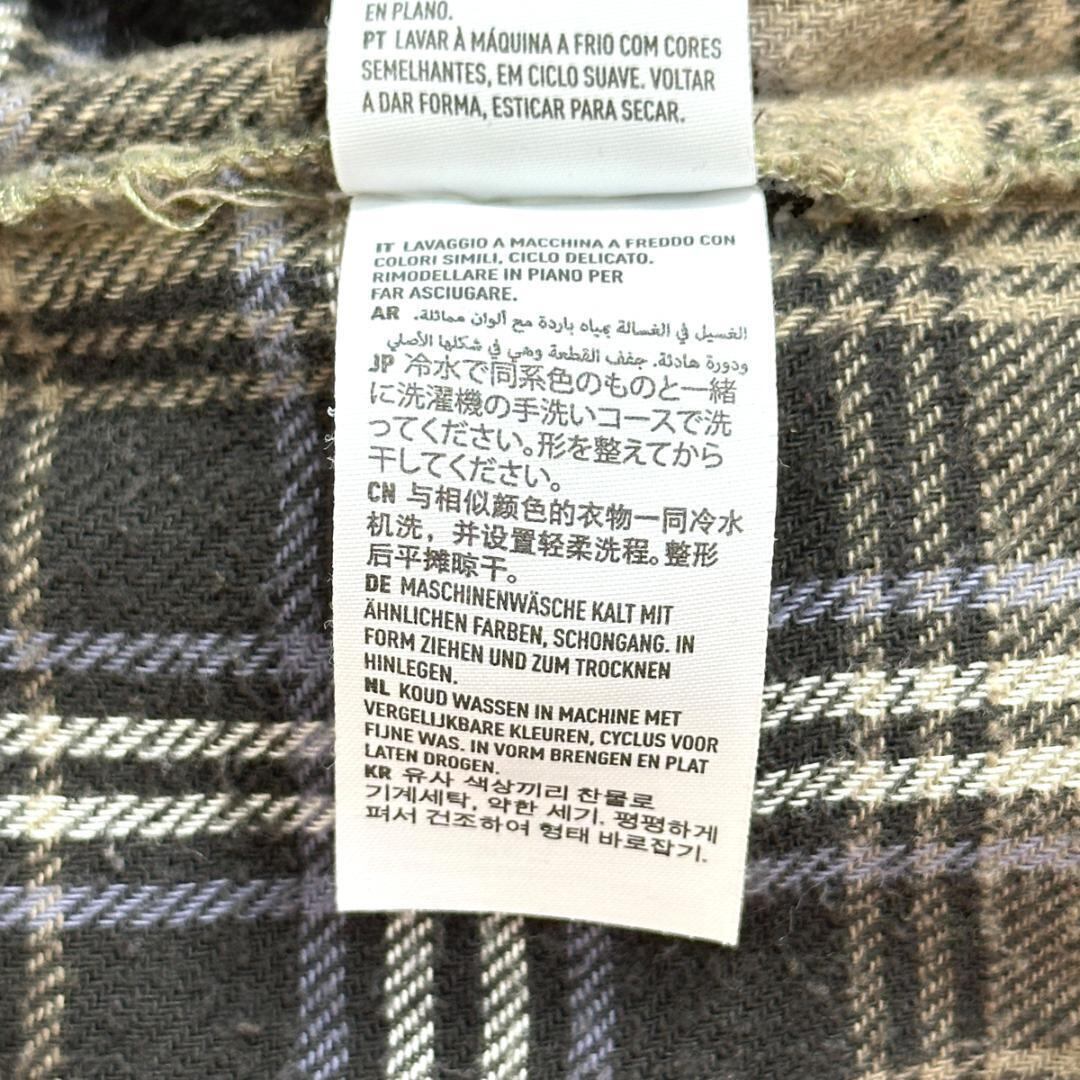 EN PLANO.
PT LAVAR À MÁQUINA A FRIO COM CORES
SEMELHANTES, EM CICLO SUAVE. VOLTAR
A DAR FORMA, ESTICAR PARA SECAR.
IT LAVAGGIO A MACCHINA A FREDDO CON
COLORI SIMILI, CICLO DELICATO.
RIMODELLARE IN PIANO PER
FAR ASCIUGARE.
AR الغسيل في الغسالة بمياه باردة مع ألوان مماثلة.
ودورة هادئة. جفف القطعة وهي في شكلها الأصلي
JP 冷水で同系色のものと一緒
に洗濯機の手洗いコースで洗
ってください。形を整えてから
干してください。
CN 与相似颜色的衣物一同冷水
机洗，并设置轻柔洗程。整形
后平摊晾干。
DE MASCHINENWÄSCHE KALT MIT
ÄHNLICHEN FARBEN, SCHONGANG. IN
FORM ZIEHEN UND ZUM TROCKNEN
HINLEGEN.
NL KOUD WASSEN IN MACHINE MET
VERGELIJKBARE KLEUREN, CYCLUS VOOR
FIJNE WAS. IN VORM BRENGEN EN PLAT
LATEN DROGEN.
KR 유사 색상끼리 찬물로
기계세탁, 약한 세기. 평평하게
펴서 건조하여 형태 바로잡기.